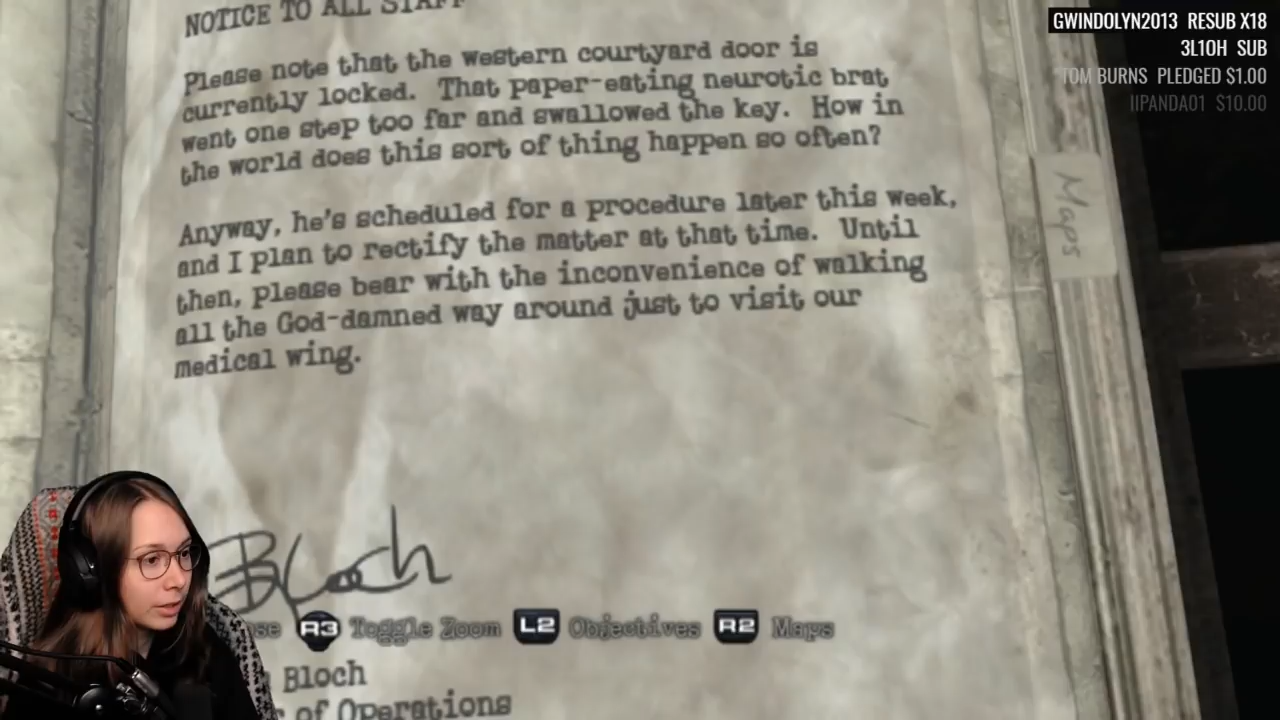 NOTICE TO ALL STAFF
Please note that the western courtyard door is
currently locked. That paper-eating neurotic brat
went one step too far and swallowed the key. How in
the world does this sort of thing happen so often?
Anyway, he's scheduled for a procedure later this week,
and I plan to rectify the matter at that time. Until
then, please bear with the inconvenience of walking
all the God-damned way around just to visit our
medical wing.
Bloch
R3 Toggle Zoom L2 Objectives R2 Maps
Bloch
of Operations
Maps
GWINDOLYN2013 RESUB X18
3L10H SUB
TOM BURNS PLEDGED $1.00
IIPANDA01 $10.00